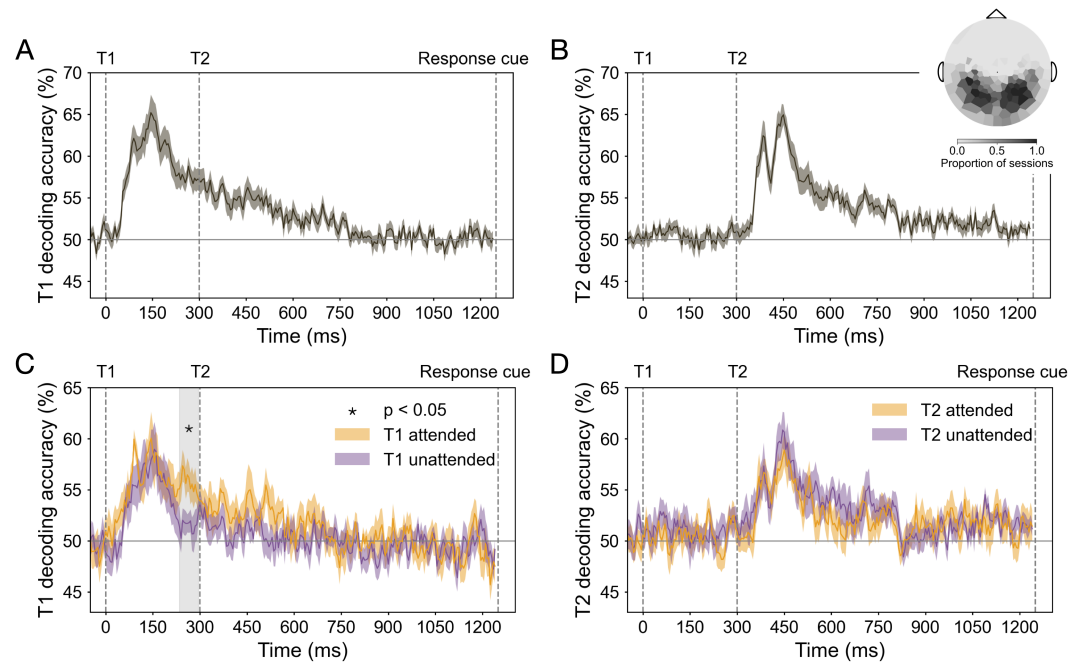 A
T1 T2 Response cue
T1 decoding accuracy (%)
70
65
60
55
50
45
0 150 300 450 600 750 900 1050 1200
Time (ms)
B
T1 T2
T2 decoding accuracy (%)
70
65
60
55
50
45
0 150 300 450 600 750 900 1050 1200
Time (ms)
0.0 0.5 1.0
Proportion of sessions
C
T1 T2 Response cue
T1 decoding accuracy (%)
65
60
55
50
45
* p < 0.05
T1 attended
T1 unattended
*
0 150 300 450 600 750 900 1050 1200
Time (ms)
D
T1 T2 Response cue
T2 decoding accuracy (%)
65
60
55
50
45
T2 attended
T2 unattended
0 150 300 450 600 750 900 1050 1200
Time (ms)